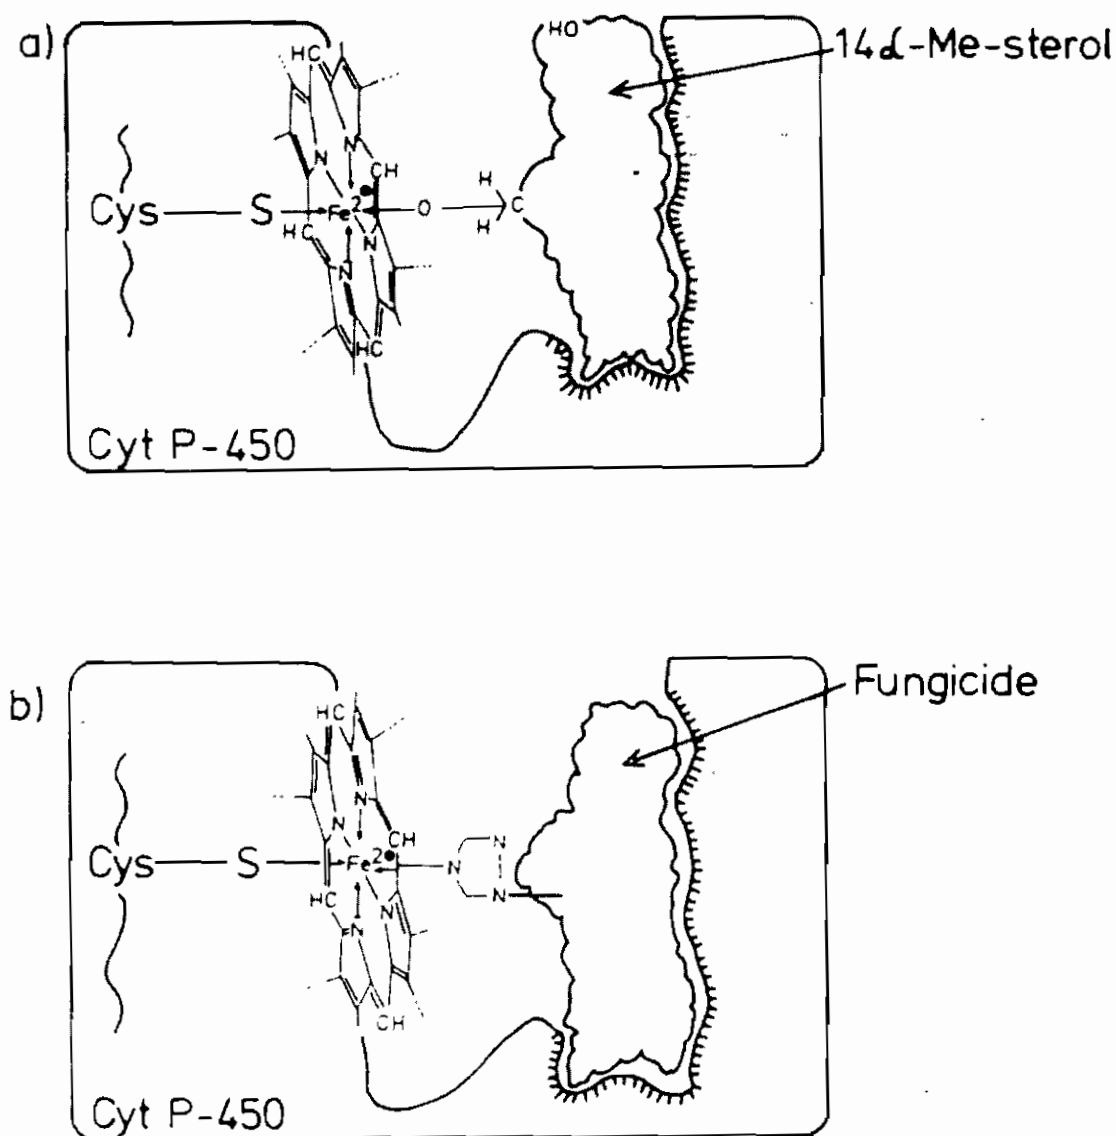 a)
HO
14α-Me-sterol
HC
N
N
CH
Cys
S
Fe2•
O
H
C
H
HC
N
N
HC
Cyt P-450
b)
Fungicide
HC
N
N
CH
Cys
S
Fe2•
N
N
N
HC
N
N
CH
Cyt P-450